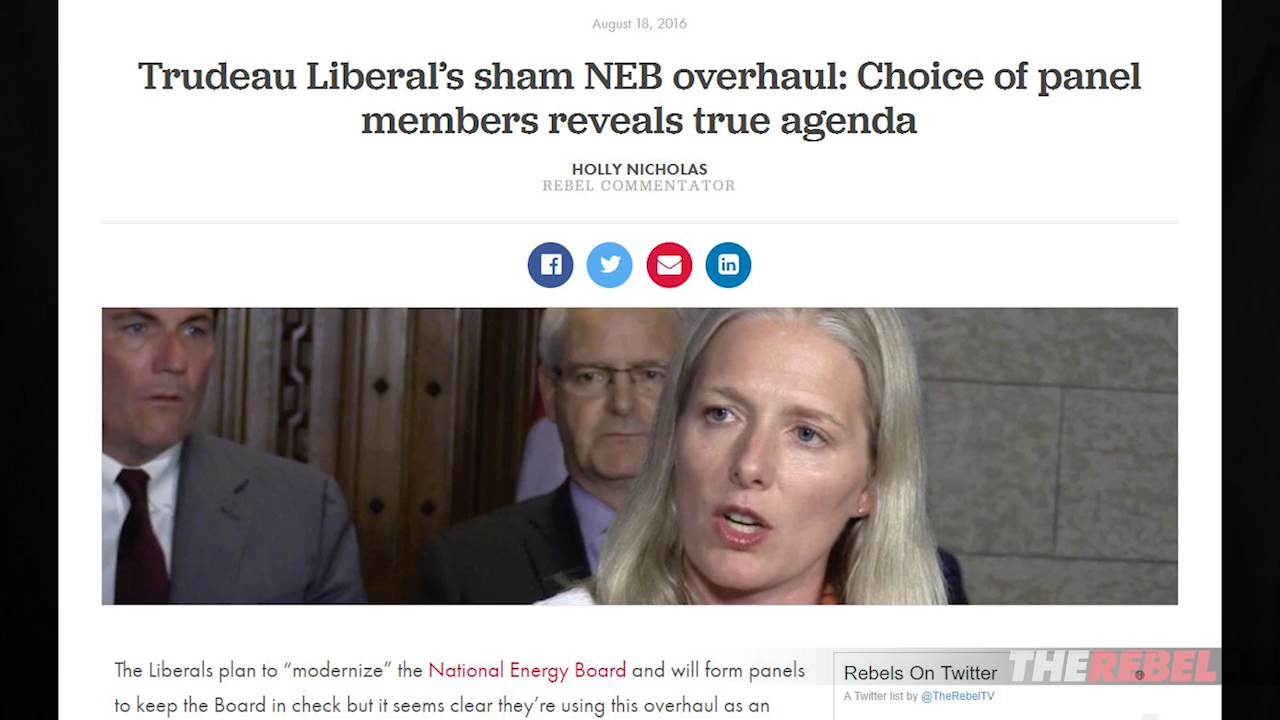 August 18, 2016
Trudeau Liberal's sham NEB overhaul: Choice of panel
members reveals true agenda
HOLLY NICHOLAS
REBEL COMMENTATOR
The Liberals plan to “modernize” the National Energy Board and will form panels
to keep the Board in check but it seems clear they're using this overhaul as an
Rebels On Twitter
A Twitter list by @TheRebelTV
THEREBEL